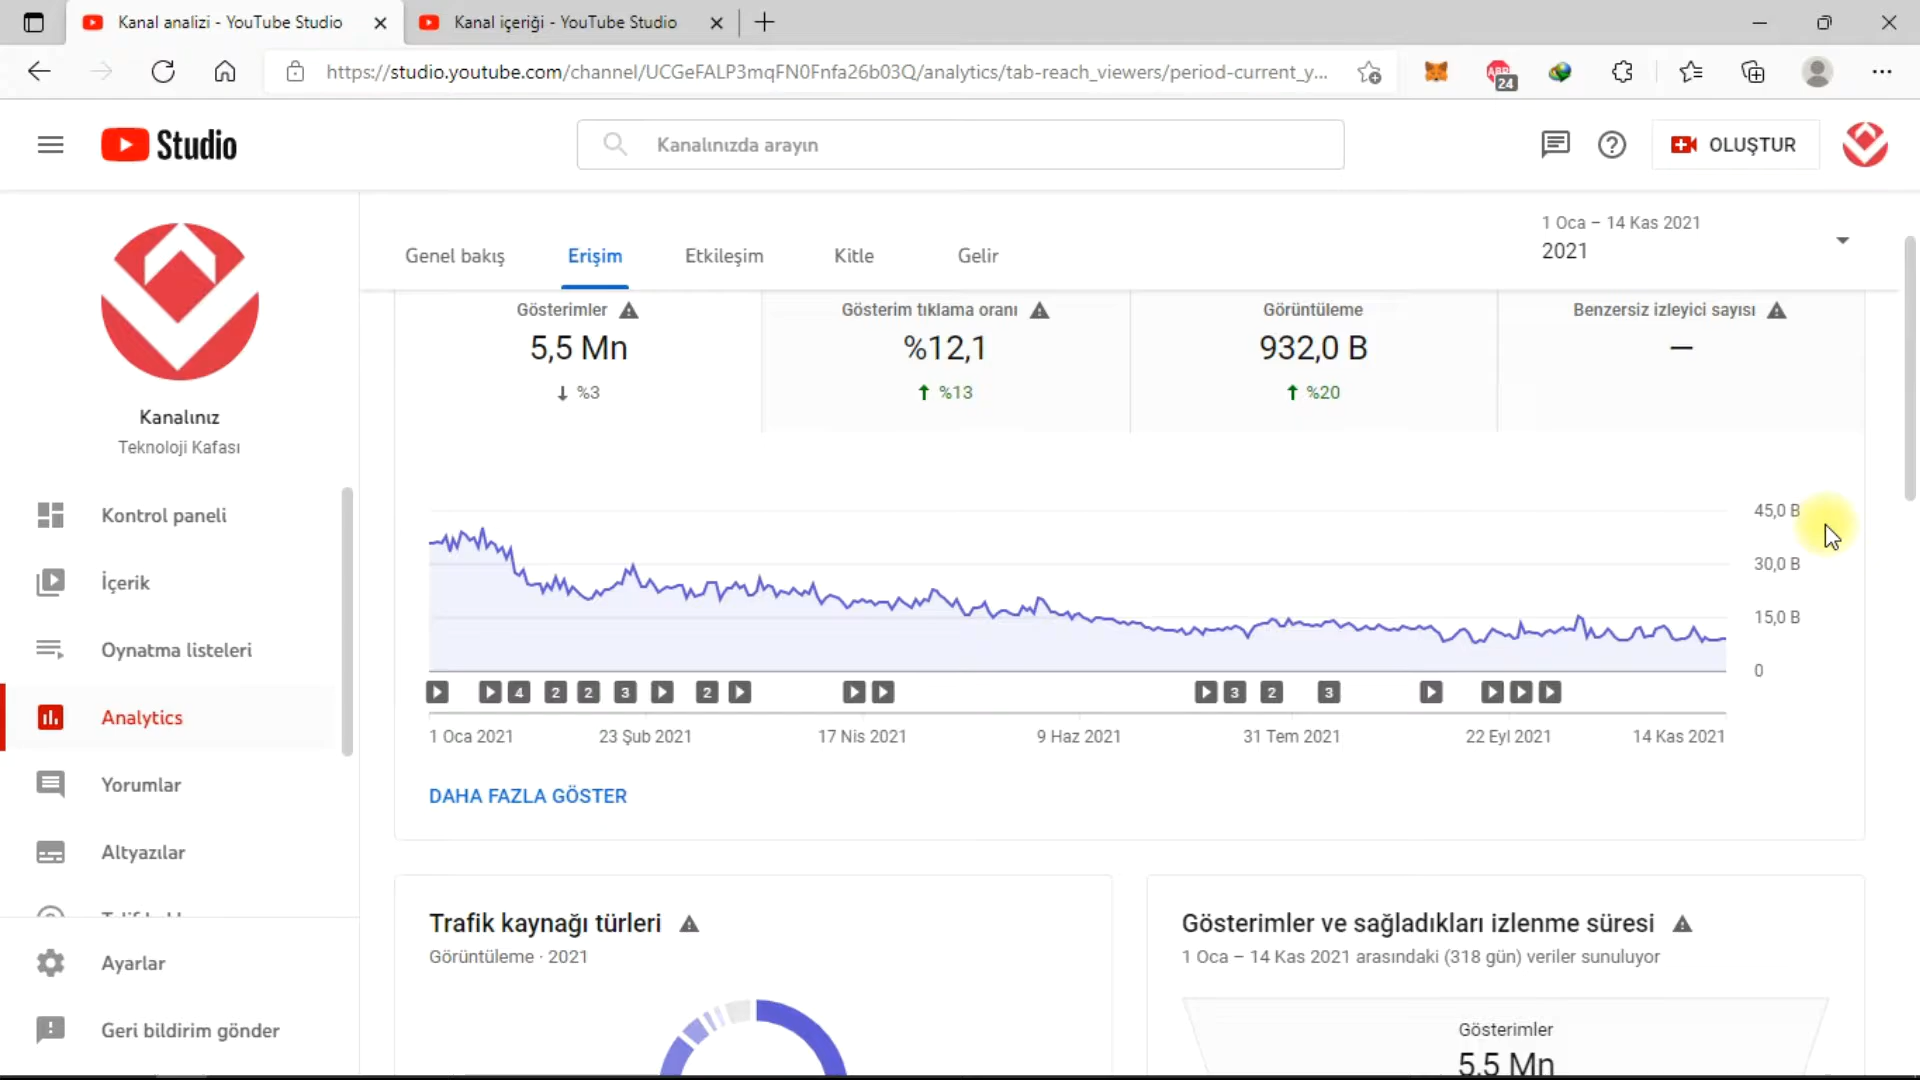 Kanal analizi - YouTube Studio
Kanal içeriği - YouTube Studio
https://studio.youtube.com/channel/UCGeFALP3mqFN0Fnfa26b03Q/analytics/tab-reach_viewers/period-current_y...
ABP
24
Studio
Kanalınızda arayın
OLUŞTUR
Kanalınız
Teknoloji Kafası
Kontrol paneli
İçerik
Oynatma listeleri
Analytics
Yorumlar
Altyazılar
Ayarlar
Geri bildirim gönder
Genel bakış
Erişim
Etkileşim
Kitle
Gelir
1 Oca – 14 Kas 2021
2021
Gösterimler
5,5 Mn
%3
Gösterim tıklama oranı
%12,1
%13
Görüntüleme
932,0 B
%20
Benzersiz izleyici sayısı
—
45,0 B
30,0 B
15,0 B
0
4
2
2
3
2
3
2
3
1 Oca 2021
23 Şub 2021
17 Nis 2021
9 Haz 2021
31 Tem 2021
22 Eyl 2021
14 Kas 2021
DAHA FAZLA GÖSTER
Trafik kaynağı türleri
Görüntüleme · 2021
Gösterimler ve sağladıkları izlenme süresi
1 Oca – 14 Kas 2021 arasındaki (318 gün) veriler sunuluyor
Gösterimler
5,5 Mn